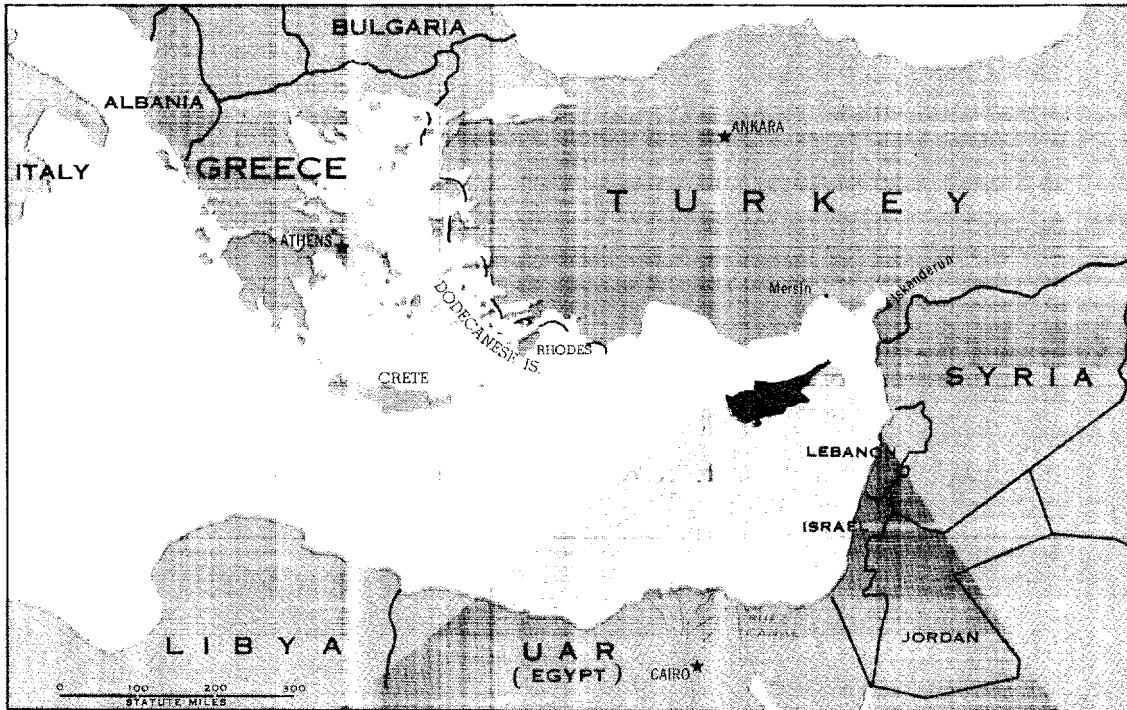 BULGARIA
ALBANIA
ITALY
GREECE
ANKARA
TURKEY
ATHENS
Mersin
Iskanderun
DODECANESE IS.
RHODES
CRETE
SYRIA
LEBANON
ISRAEL
LIBYA
UAR
(EGYPT)
CAIRO
JORDAN
0 100 200 300
STATUTE MILES